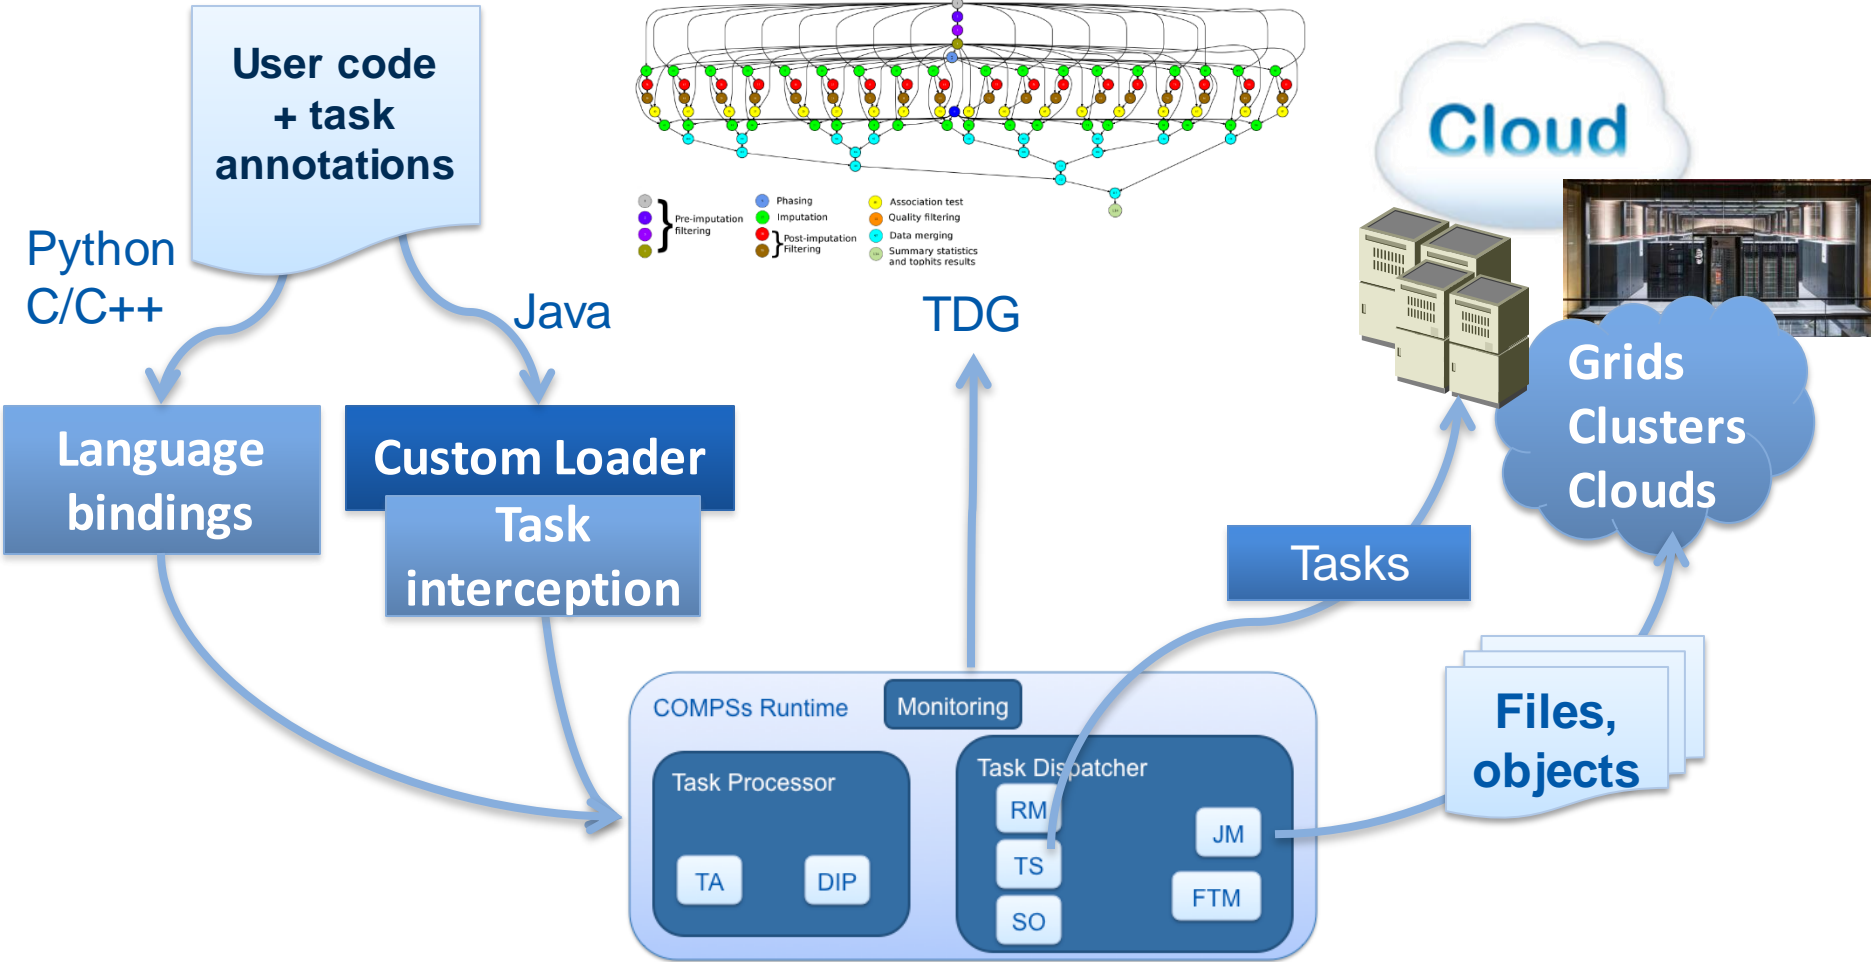 User code
+ task
annotations
Python
C/C++
Java
Language
bindings
Custom Loader
Task
interception
Pre-imputation
filtering
Phasing
Imputation
Post-imputation
Filtering
Association test
Quality filtering
Data merging
Summary statistics
and tophits results
TDG
Cloud
Grids
Clusters
Clouds
Tasks
Files,
objects
COMPSs Runtime
Monitoring
Task Processor
TA
DIP
Task Dispatcher
RM
TS
SO
JM
FTM